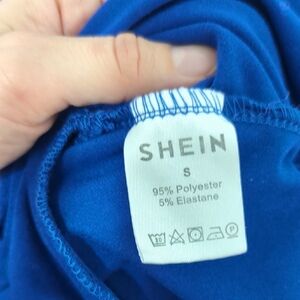 SHEIN
S
95% Polyester
5% Elastane